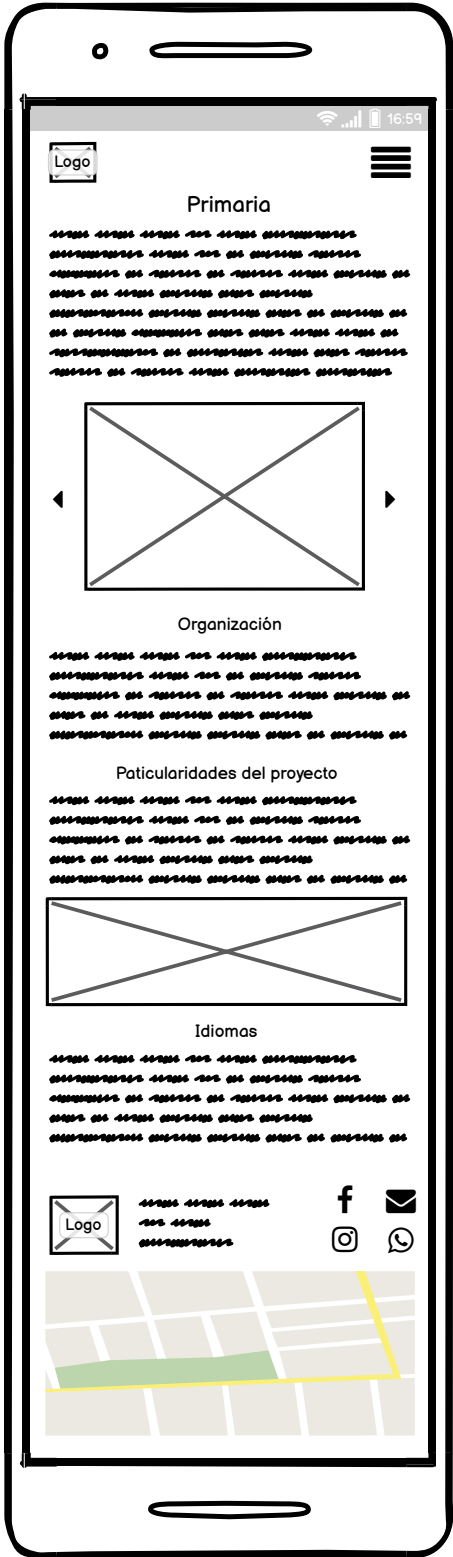 16:59
Logo
Primaria
Organización
Paticularidades del proyecto
Idiomas
Logo